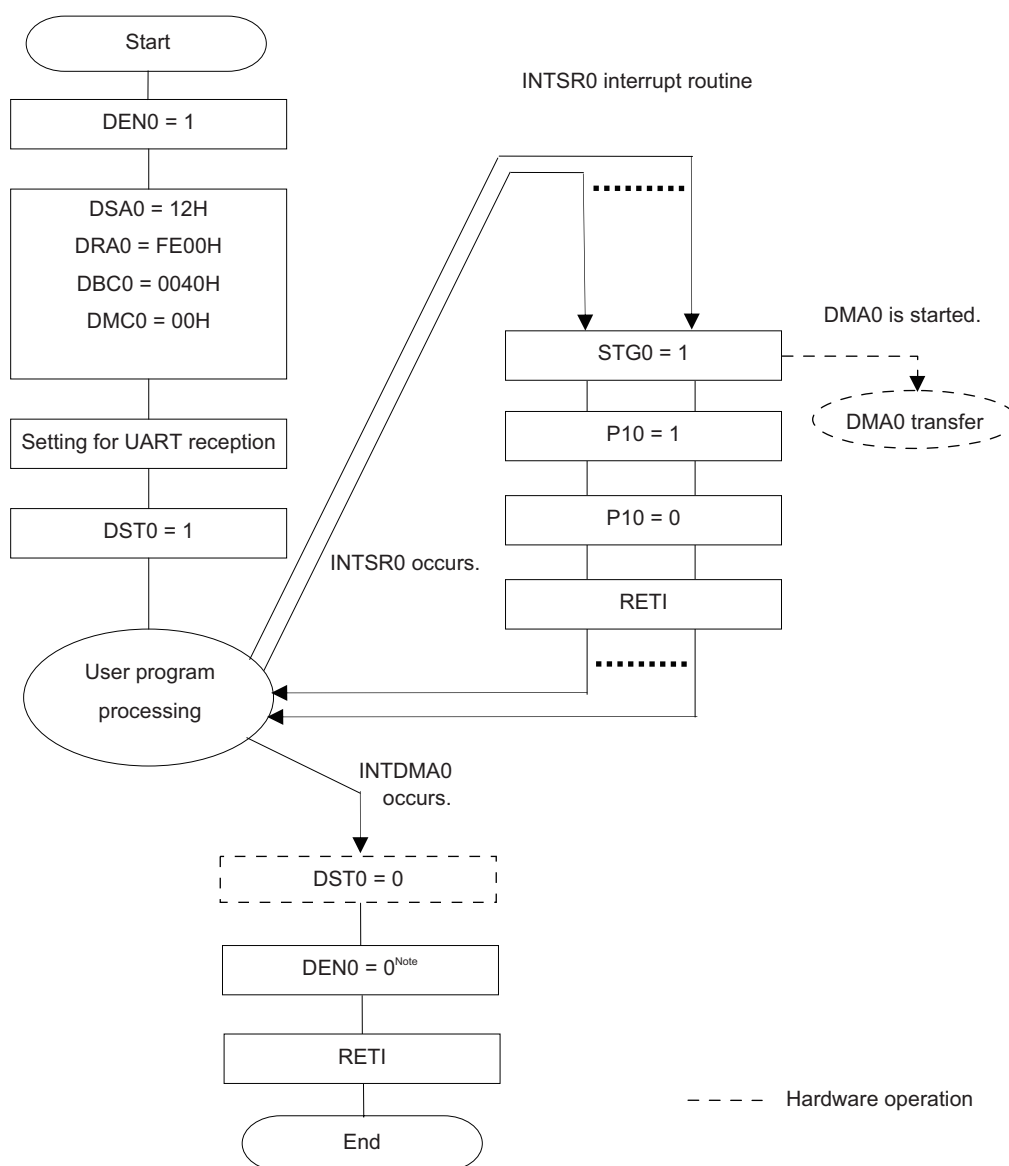 Start
DEN0 = 1
DSA0 = 12H
DRA0 = FE00H
DBC0 = 0040H
DMC0 = 00H
Setting for UART reception
DST0 = 1
User program
processing
INTSR0 interrupt routine
INTSR0 occurs.
STG0 = 1
P10 = 1
P10 = 0
RETI
DMA0 is started.
DMA0 transfer
INTDMA0
occurs.
DST0 = 0
DEN0 = 0Note
RETI
End
Hardware operation